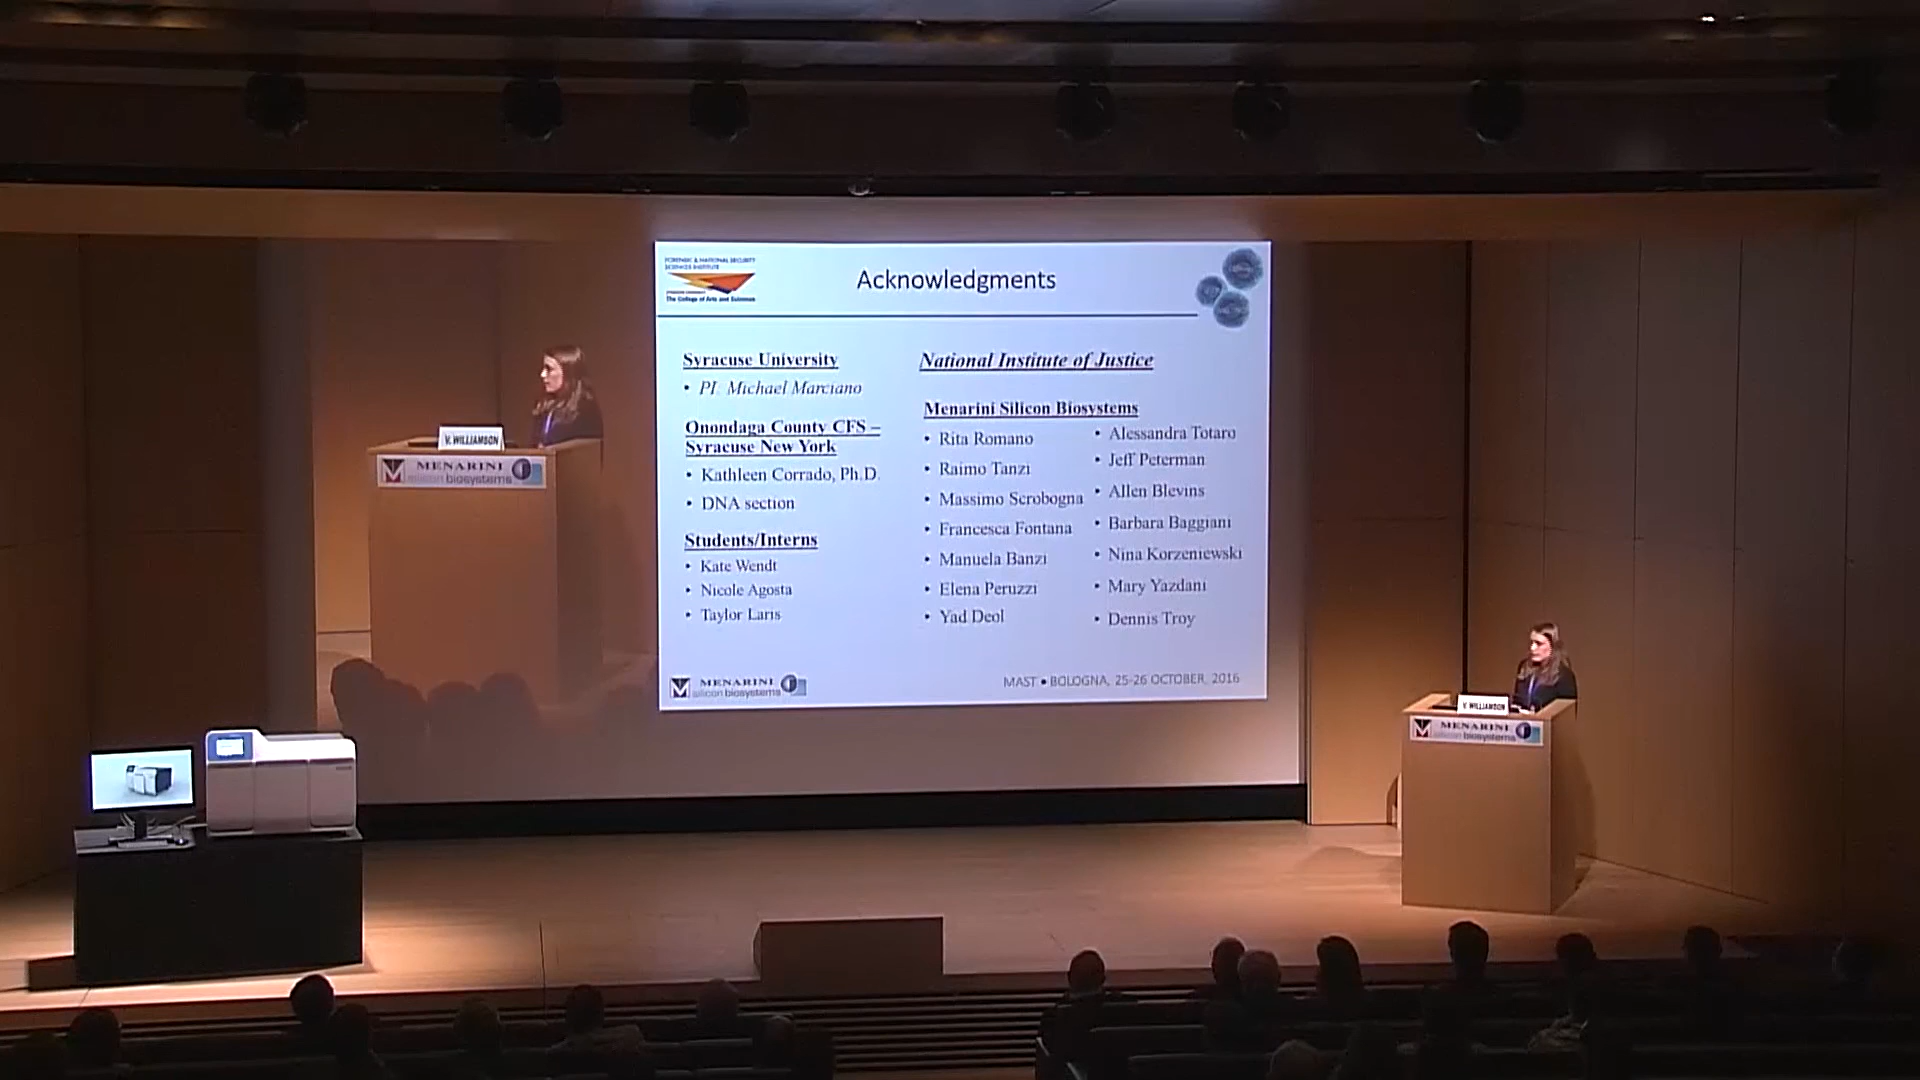 FORENSIC & NATIONAL SECURITY
SCIENCES INSTITUTE
The College of Arts and Sciences
Acknowledgments
Syracuse University
• PI. Michael Marciano
Onondaga County CFS –
Syracuse New York
• Kathleen Corrado, Ph.D.
• DNA section
Students/Interns
• Kate Wendt
• Nicole Agosta
• Taylor Laris
National Institute of Justice
Menarini Silicon Biosystems
• Rita Romano
• Raimo Tanzi
• Massimo Scrobogna
• Francesca Fontana
• Manuela Banzi
• Elena Peruzzi
• Yad Deol
• Alessandra Totaro
• Jeff Peterman
• Allen Blevins
• Barbara Baggiani
• Nina Korzeniewski
• Mary Yazdani
• Dennis Troy
MENARINI
silicon biosystems
MAST • BOLOGNA, 25-26 OCTOBER, 2016
V. WILLIAMSON
MENARINI
silicon biosystems
V. WILLIAMSON
MENARINI
silicon biosystems